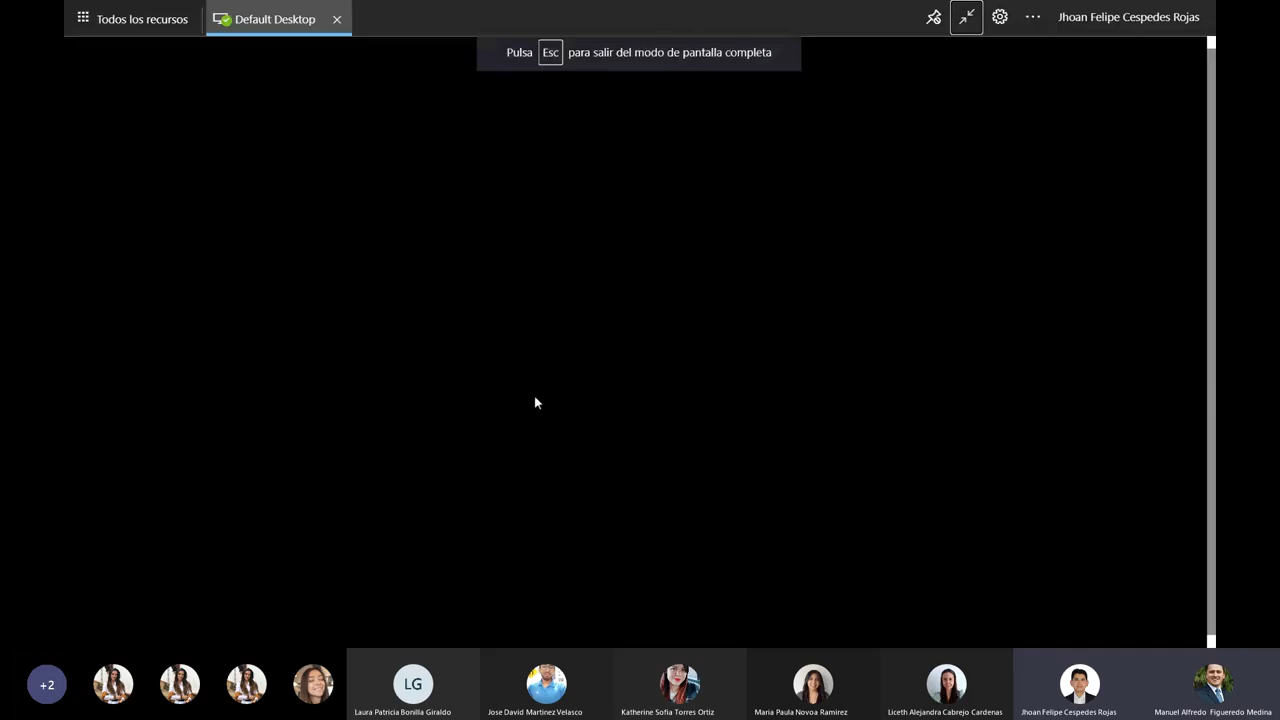 Todos los recursos
Default Desktop
Jhoan Felipe Cespedes Rojas
Pulsa Esc para salir del modo de pantalla completa
+2
LG
Laura Patricia Bonilla Giraldo
Jose David Martinez Velasco
Katherine Sofia Torres Ortiz
Maria Paula Novoa Ramirez
Liceth Alejandra Cabrejo Cardenas
Jhoan Felipe Cespedes Rojas
Manuel Alfredo Figueredo Medina